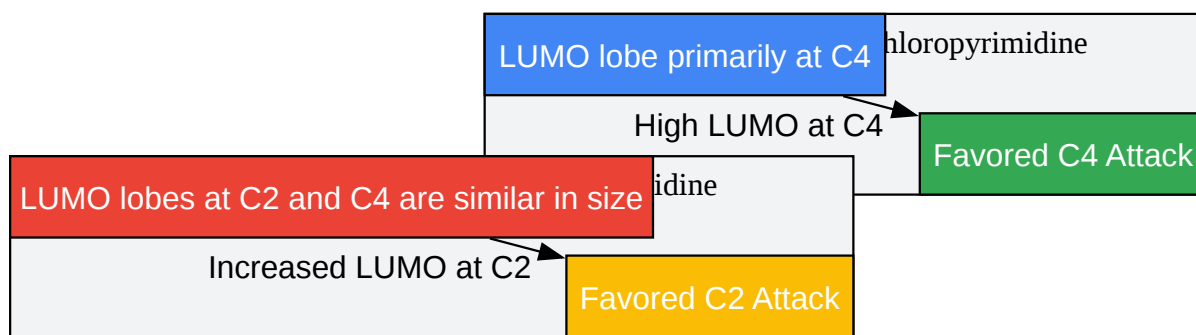 LUMO lobe primarily at C4
hloropyrimidine
High LUMO at C4
Favored C4 Attack
LUMO lobes at C2 and C4 are similar in size
idine
Increased LUMO at C2
Favored C2 Attack